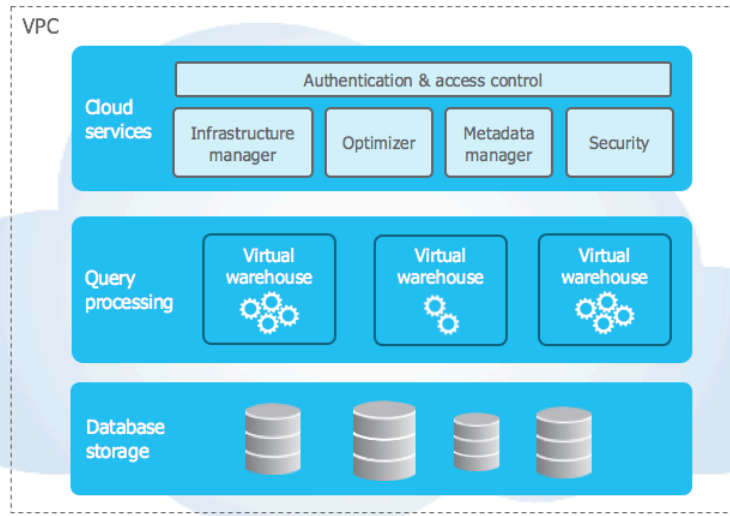 VPC
Cloud
services
Authentication & access control
Infrastructure
manager
Optimizer
Metadata
manager
Security
Query
processing
Virtual
warehouse
Virtual
warehouse
Virtual
warehouse
Database
storage